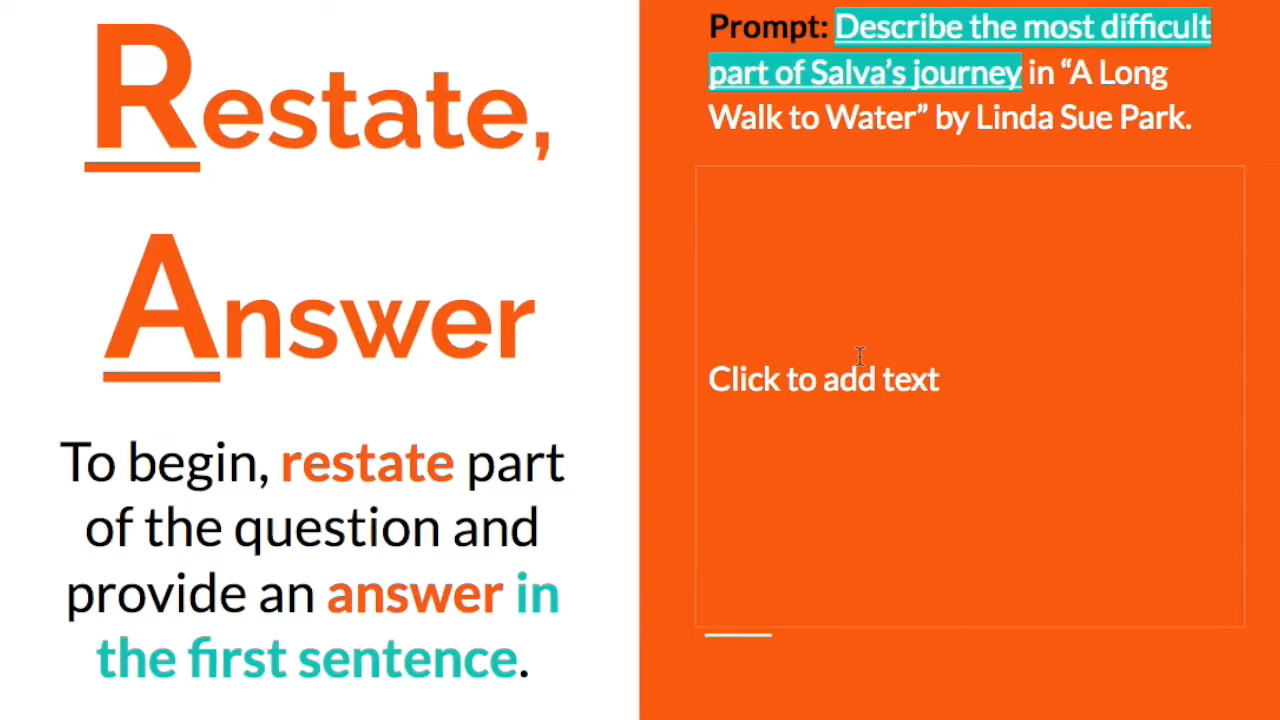 Restate,
Answer
To begin, restate part
of the question and
provide an answer in
the first sentence.
Prompt: Describe the most difficult
part of Salva’s journey in “A Long
Walk to Water” by Linda Sue Park.
Click to add text